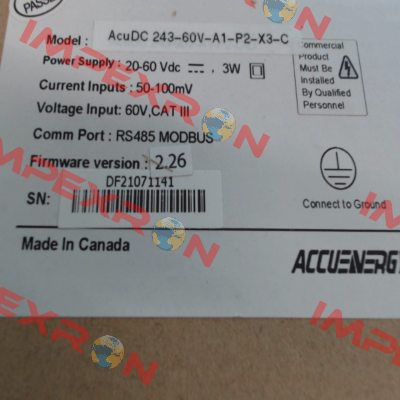 PASSED
Model : AcuDC 243-60V-A1-P2-X3-C
Power Supply : 20-60 Vdc , 3W
Current Inputs : 50-100mV
Voltage Input : 60V,CAT III
Comm Port : RS485 MODBUS
Firmware version : 2.26
DF21071141
SN:
Commercial
Product
Must Be
Installed
By Qualified
Personnel
Connect to Ground
Made In Canada
ACCUENERGY
IMPEXRON
IMPEXRON
IMPEXRON
IMPEXRON